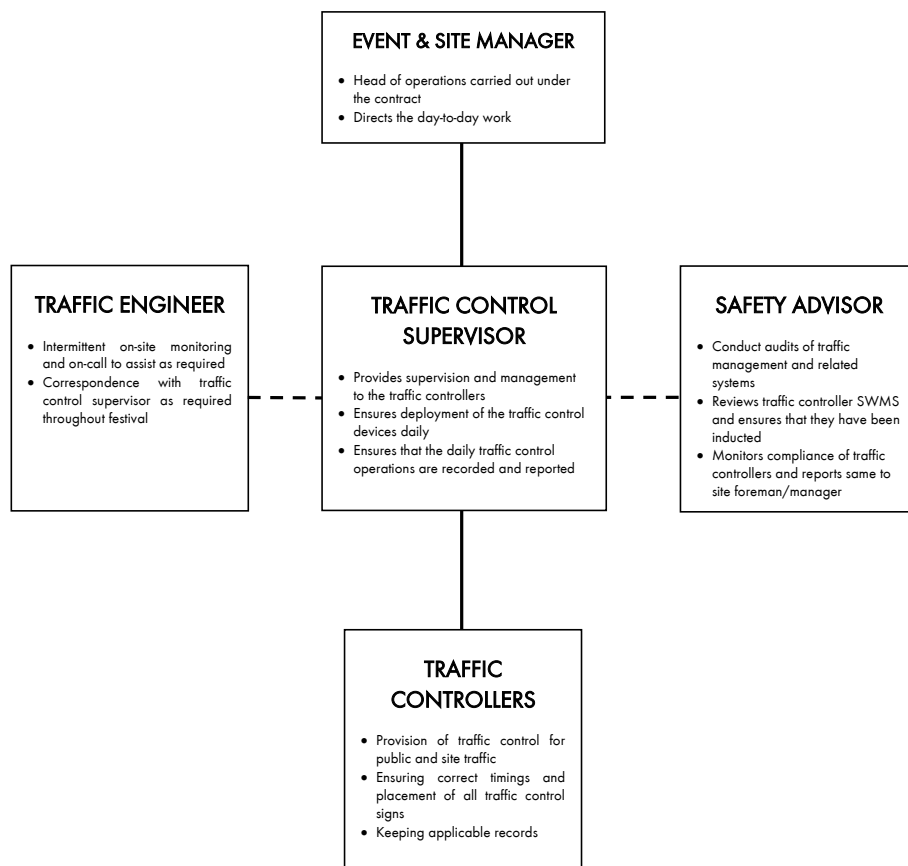 EVENT & SITE MANAGER
• Head of operations carried out under
the contract
• Directs the day-to-day work
TRAFFIC ENGINEER
• Intermittent on-site monitoring
and on-call to assist as required
• Correspondence with traffic
control supervisor as required
throughout festival
TRAFFIC CONTROL
SUPERVISOR
• Provides supervision and management
to the traffic controllers
• Ensures deployment of the traffic control
devices daily
• Ensures that the daily traffic control
operations are recorded and reported
SAFETY ADVISOR
• Conduct audits of traffic
management and related
systems
• Reviews traffic controller SWMS
and ensures that they have been
inducted
• Monitors compliance of traffic
controllers and reports same to
site foreman/manager
TRAFFIC
CONTROLLERS
• Provision of traffic control for
public and site traffic
• Ensuring correct timings and
placement of all traffic control
signs
• Keeping applicable records